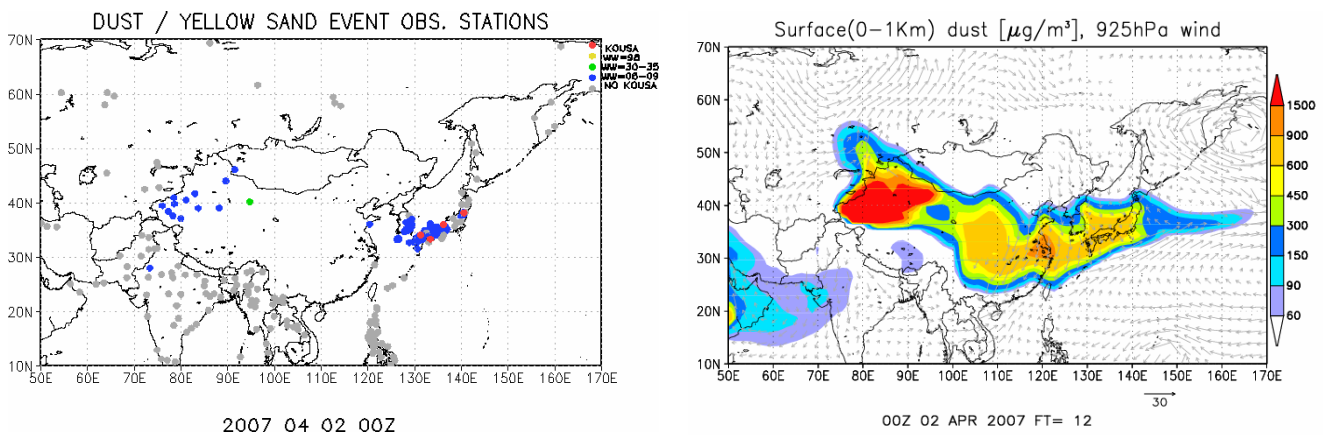 DUST / YELLOW SAND EVENT OBS. STATIONS
70N
60N
50N
40N
30N
20N
10N
50E 60E 70E 80E 90E 100E 110E 120E 130E 140E 150E 160E 170E
KOUSA
WW=98
WW=30-35
WW=06-09
NO KOUSA
2007 04 02 00Z
Surface(0-1Km) dust [μg/m³], 925hPa wind
70N
60N
50N
40N
30N
20N
10N
50E 60E 70E 80E 90E 100E 110E 120E 130E 140E 150E 160E 170E
1500
900
600
450
300
150
90
60
30
00Z 02 APR 2007 FT= 12